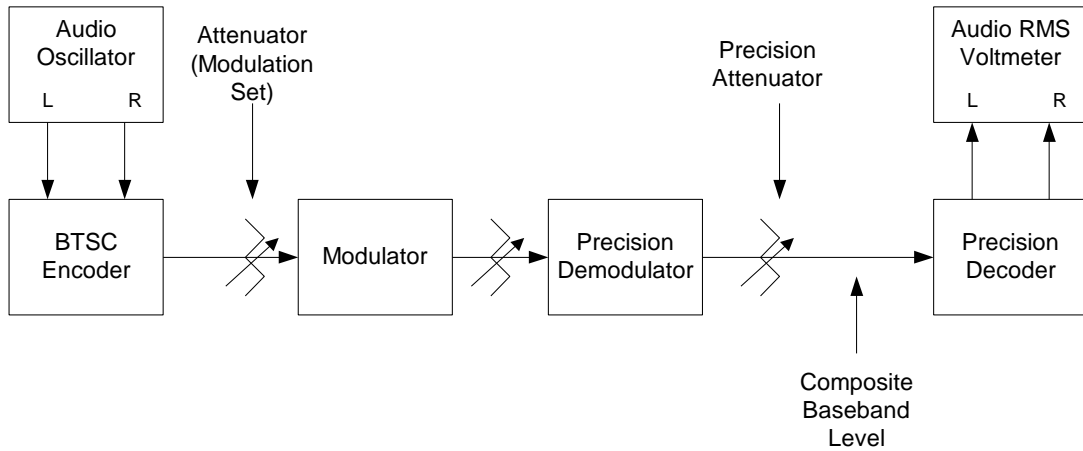 Audio
Oscillator
L R
Attenuator
(Modulation
Set)
Precision
Attenuator
Audio RMS
Voltmeter
L R
BTSC
Encoder
Modulator
Precision
Demodulator
Precision
Decoder
Composite
Baseband
Level